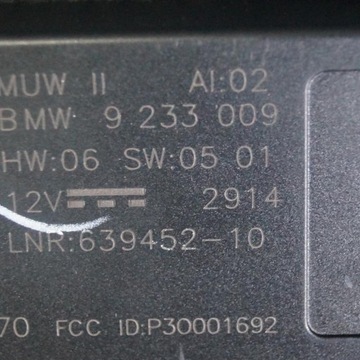 MUW II AI:02
BMW 9 233 009
HW:06 SW:05 01
12V 2914
LNR:639452-10
70 FCC ID:P30001692